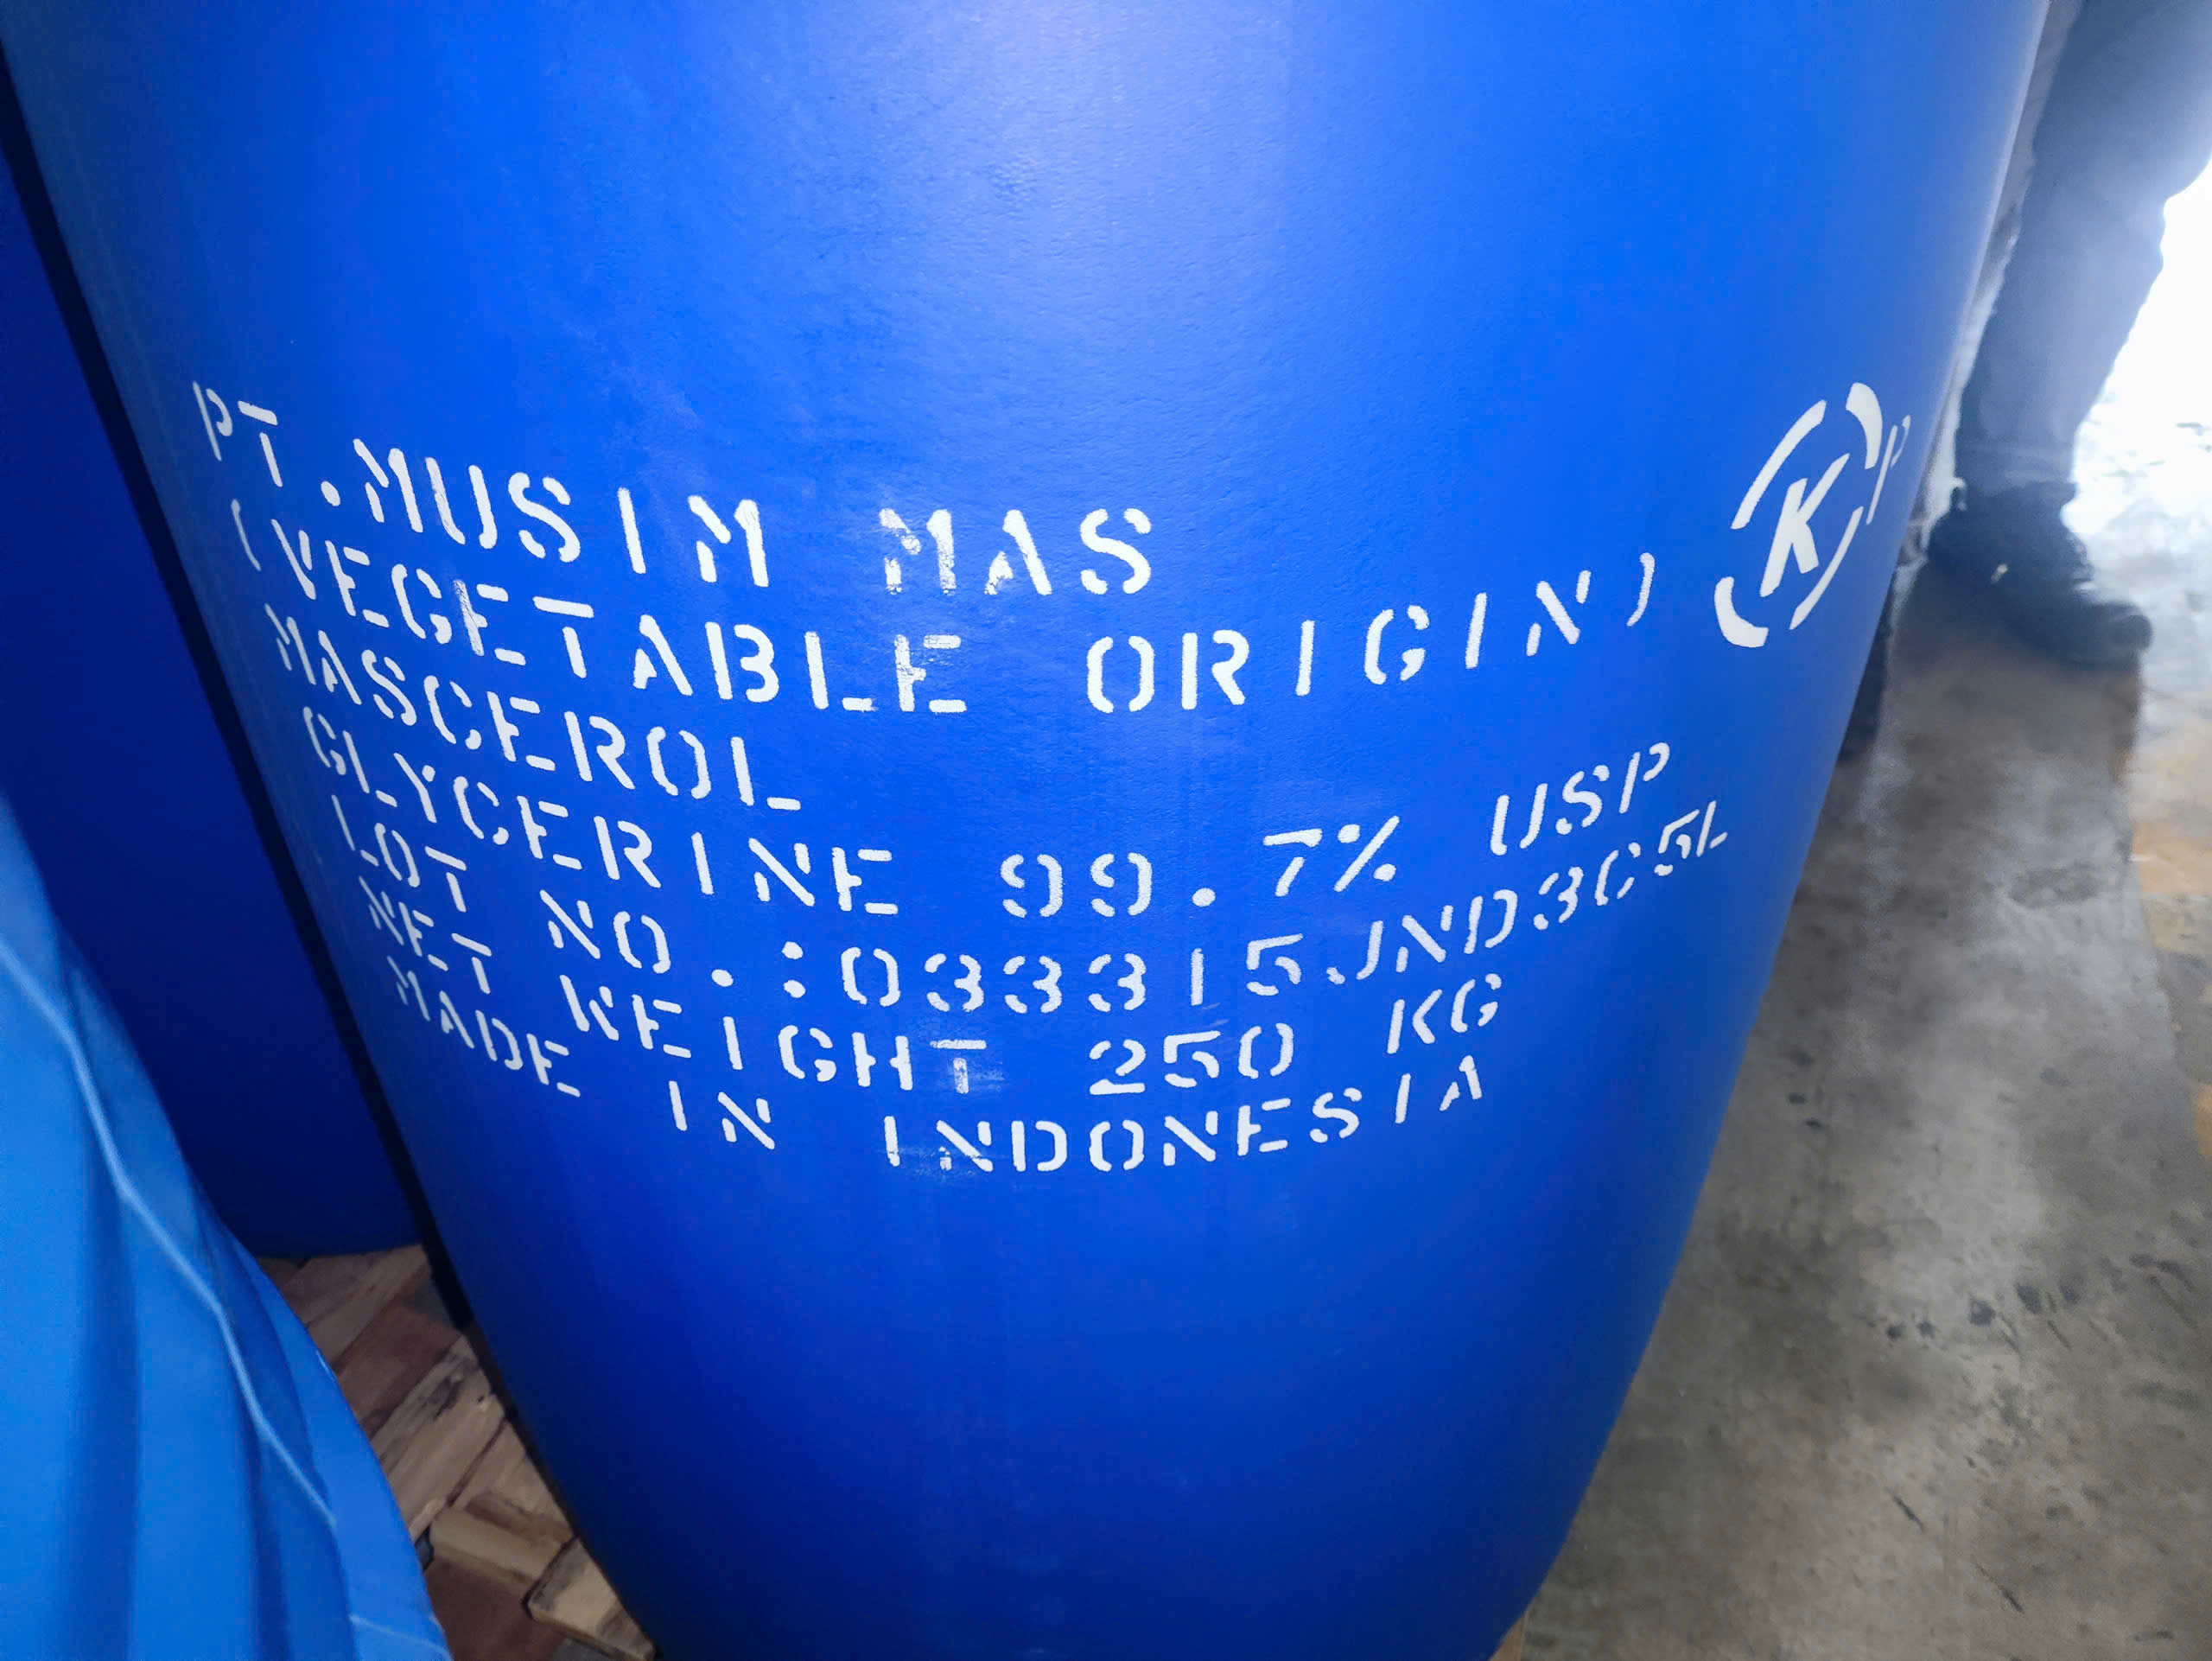 PT.MUSIM MAS
(VEGETABLE ORIGIN) K P
MASCEROL
GLYCERINE 99.7% USP
LOT NO.:033315JND3C5L
NET WEIGHT 250 KG
MADE IN INDONESIA